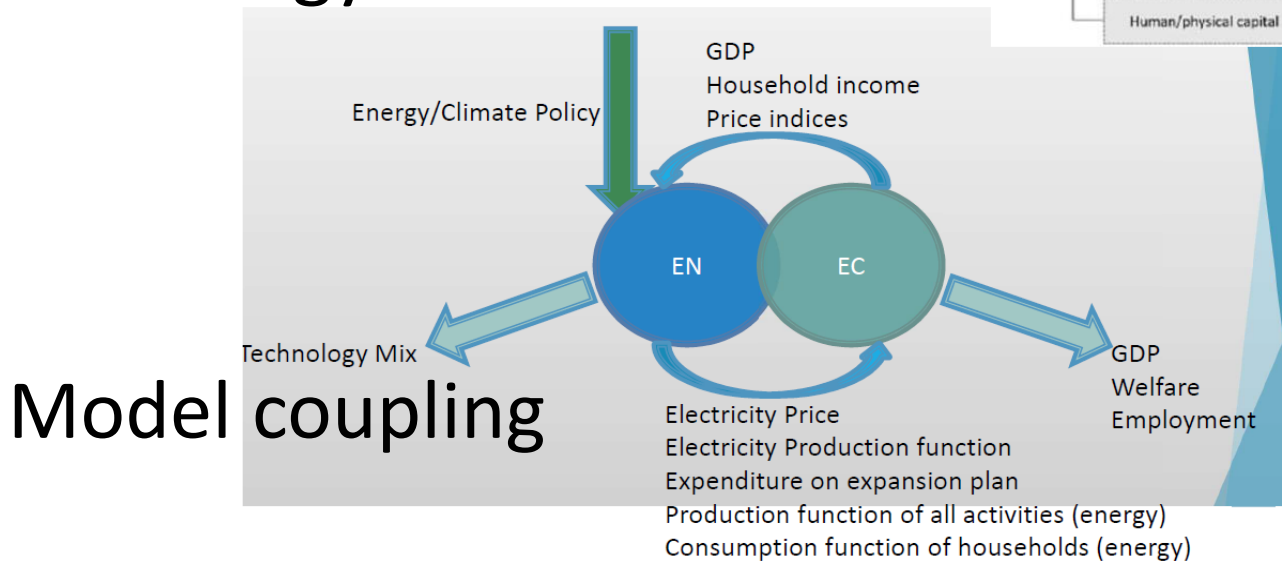 Human/physical capital
GDP
Household income
Price indices
Energy/Climate Policy
EN
EC
Technology Mix
GDP
Welfare
Employment
Model coupling
Electricity Price
Electricity Production function
Expenditure on expansion plan
Production function of all activities (energy)
Consumption function of households (energy)